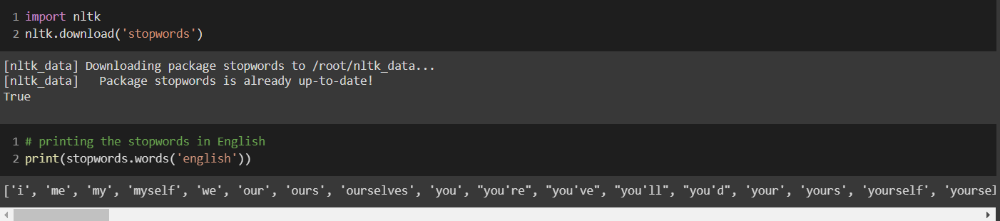 1 import nltk
2 nltk.download('stopwords')
[nltk_data] Downloading package stopwords to /root/nltk_data...
[nltk_data]   Package stopwords is already up-to-date!
True
1 # printing the stopwords in English
2 print(stopwords.words('english'))
['i', 'me', 'my', 'myself', 'we', 'our', 'ours', 'ourselves', 'you', "you're", "you've", "you'll", "you'd", 'your', 'yours', 'yourself', 'yoursel